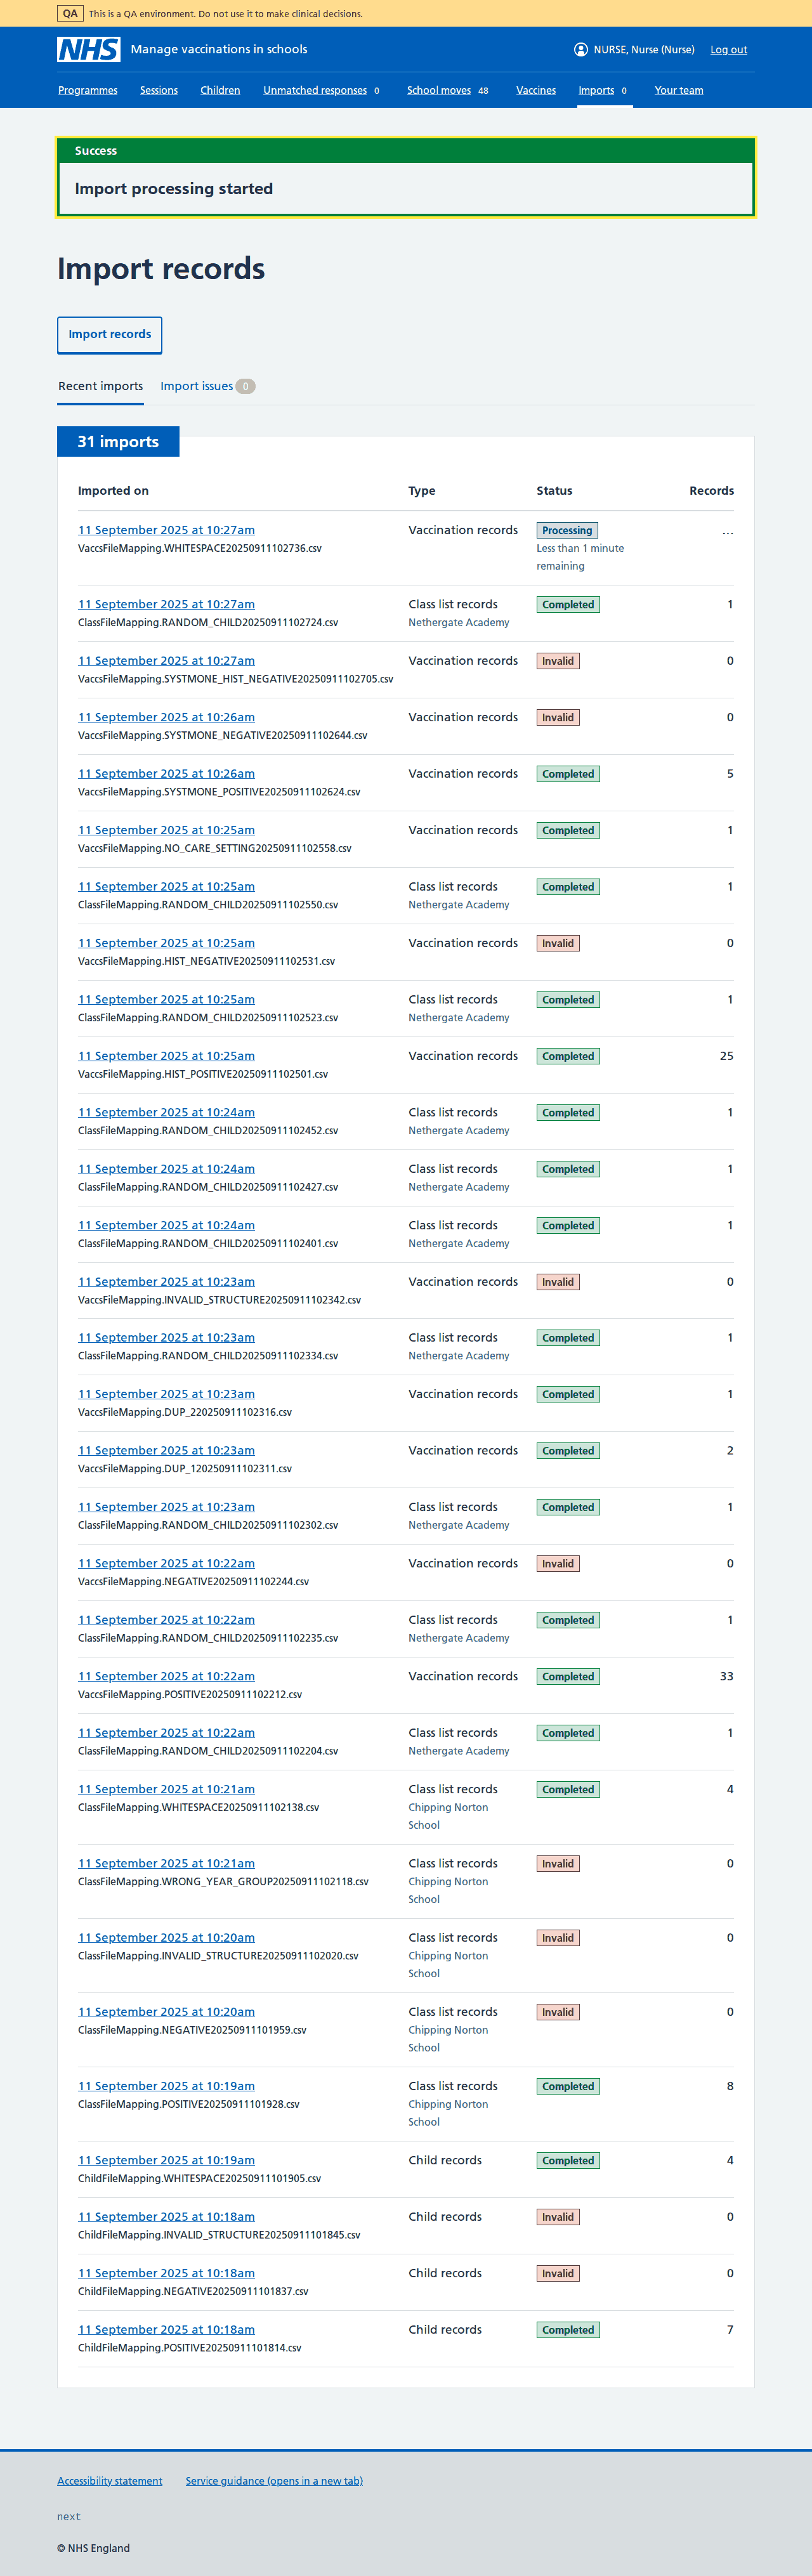 QA This is a QA environment. Do not use it to make clinical decisions.
NHS Manage vaccinations in schools NURSE, Nurse (Nurse) Log out
Programmes Sessions Children Unmatched responses 0 School moves 48 Vaccines Imports 0 Your team
Success
Import processing started
Import records
Import records
Recent imports Import issues 0
31 imports
Imported on Type Status Records
11 September 2025 at 10:27am Vaccination records Processing ...
VaccsFileMapping.WHITESPACE20250911102736.csv Less than 1 minute
remaining
11 September 2025 at 10:27am Class list records Completed 1
ClassFileMapping.RANDOM_CHILD20250911102724.csv Nethergate Academy
11 September 2025 at 10:27am Vaccination records Invalid 0
VaccsFileMapping.SYSTMONE_HIST_NEGATIVE20250911102705.csv
11 September 2025 at 10:26am Vaccination records Invalid 0
VaccsFileMapping.SYSTMONE_NEGATIVE20250911102644.csv
11 September 2025 at 10:26am Vaccination records Completed 5
VaccsFileMapping.SYSTMONE_POSITIVE20250911102624.csv
11 September 2025 at 10:25am Vaccination records Completed 1
VaccsFileMapping.NO_CARE_SETTING20250911102558.csv
11 September 2025 at 10:25am Class list records Completed 1
ClassFileMapping.RANDOM_CHILD20250911102550.csv Nethergate Academy
11 September 2025 at 10:25am Vaccination records Invalid 0
VaccsFileMapping.HIST_NEGATIVE20250911102531.csv
11 September 2025 at 10:25am Class list records Completed 1
ClassFileMapping.RANDOM_CHILD20250911102523.csv Nethergate Academy
11 September 2025 at 10:25am Vaccination records Completed 25
VaccsFileMapping.HIST_POSITIVE20250911102501.csv
11 September 2025 at 10:24am Class list records Completed 1
ClassFileMapping.RANDOM_CHILD20250911102452.csv Nethergate Academy
11 September 2025 at 10:24am Class list records Completed 1
ClassFileMapping.RANDOM_CHILD20250911102427.csv Nethergate Academy
11 September 2025 at 10:24am Class list records Completed 1
ClassFileMapping.RANDOM_CHILD20250911102401.csv Nethergate Academy
11 September 2025 at 10:23am Vaccination records Invalid 0
VaccsFileMapping.INVALID_STRUCTURE20250911102342.csv
11 September 2025 at 10:23am Class list records Completed 1
ClassFileMapping.RANDOM_CHILD20250911102334.csv Nethergate Academy
11 September 2025 at 10:23am Vaccination records Completed 1
VaccsFileMapping.DUP_220250911102316.csv
11 September 2025 at 10:23am Vaccination records Completed 2
VaccsFileMapping.DUP_120250911102311.csv
11 September 2025 at 10:23am Class list records Completed 1
ClassFileMapping.RANDOM_CHILD20250911102302.csv Nethergate Academy
11 September 2025 at 10:22am Vaccination records Invalid 0
VaccsFileMapping.NEGATIVE20250911102244.csv
11 September 2025 at 10:22am Class list records Completed 1
ClassFileMapping.RANDOM_CHILD20250911102235.csv Nethergate Academy
11 September 2025 at 10:22am Vaccination records Completed 33
VaccsFileMapping.POSITIVE20250911102212.csv
11 September 2025 at 10:22am Class list records Completed 1
ClassFileMapping.RANDOM_CHILD20250911102204.csv Nethergate Academy
11 September 2025 at 10:21am Class list records Completed 4
ClassFileMapping.WHITESPACE20250911102138.csv Chipping Norton
School
11 September 2025 at 10:21am Class list records Invalid 0
ClassFileMapping.WRONG_YEAR_GROUP20250911102118.csv Chipping Norton
School
11 September 2025 at 10:20am Class list records Invalid 0
ClassFileMapping.INVALID_STRUCTURE20250911102020.csv Chipping Norton
School
11 September 2025 at 10:20am Class list records Invalid 0
ClassFileMapping.NEGATIVE20250911101959.csv Chipping Norton
School
11 September 2025 at 10:19am Class list records Completed 8
ClassFileMapping.POSITIVE20250911101928.csv Chipping Norton
School
11 September 2025 at 10:19am Child records Completed 4
ChildFileMapping.WHITESPACE20250911101905.csv
11 September 2025 at 10:18am Child records Invalid 0
ChildFileMapping.INVALID_STRUCTURE20250911101845.csv
11 September 2025 at 10:18am Child records Invalid 0
ChildFileMapping.NEGATIVE20250911101837.csv
11 September 2025 at 10:18am Child records Completed 7
ChildFileMapping.POSITIVE20250911101814.csv
Accessibility statement Service guidance (opens in a new tab)
next
© NHS England